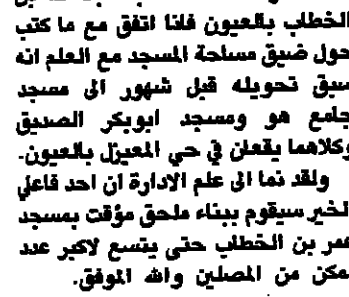 الخطاب بالعيون فانا اتفق مع ما كتب
حول ضيق مساحة المسجد مع العلم انه
سبق تحويله قبل شهور الى مسجد
جامع هو ومسجد ابوبكر الصديق
وكلاهما يقعان في حي المعيزل بالعيون.
ولقد نما الى علم الادارة ان احد فاعلي
الخير سيقوم ببناء ملحق مؤقت بمسجد
عمر بن الخطاب حتى يتسع لاكبر عدد
ممكن من المصلين والله الموفق.